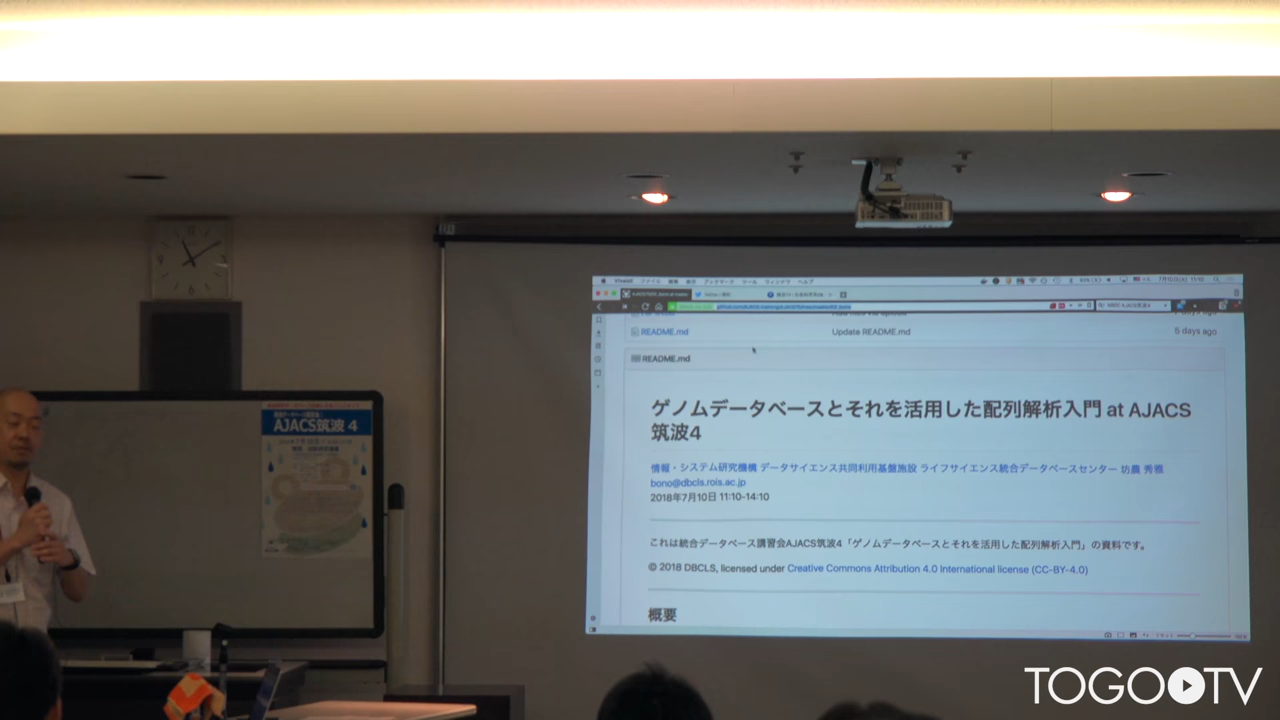 AJACS筑波 4
README.md
Update README.md
5 days ago
README.md
ゲノムデータベースとそれを活用した配列解析入門 at AJACS
筑波4
情報・システム研究機構 データサイエンス共同利用基盤施設 ライフサイエンス統合データベースセンター 坊農 秀雅
bono@dbcls.rois.ac.jp
2018年7月10日 11:10-14:10
これは統合データベース講習会AJACS筑波4「ゲノムデータベースとそれを活用した配列解析入門」の資料です。
© 2018 DBCLS, licensed under Creative Commons Attribution 4.0 International license (CC-BY-4.0)
概要
TOGOTV